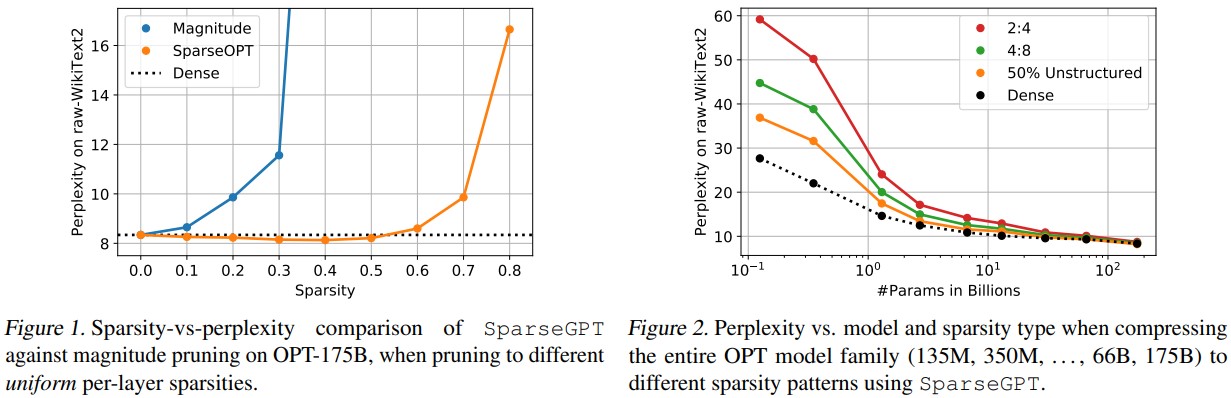 Perplexity on raw-WikiText2
16
14
12
10
8
Magnitude
SparseOPT
Dense
0.0 0.1 0.2 0.3 0.4 0.5 0.6 0.7 0.8
Sparsity
Figure 1. Sparsity-vs-perplexity comparison of SparseGPT
against magnitude pruning on OPT-175B, when pruning to different
uniform per-layer sparsities.
Perplexity on raw-WikiText2
60
50
40
30
20
10
2:4
4:8
50% Unstructured
Dense
10⁻¹ 10⁰ 10¹ 10²
#Params in Billions
Figure 2. Perplexity vs. model and sparsity type when compressing
the entire OPT model family (135M, 350M, ..., 66B, 175B) to
different sparsity patterns using SparseGPT.